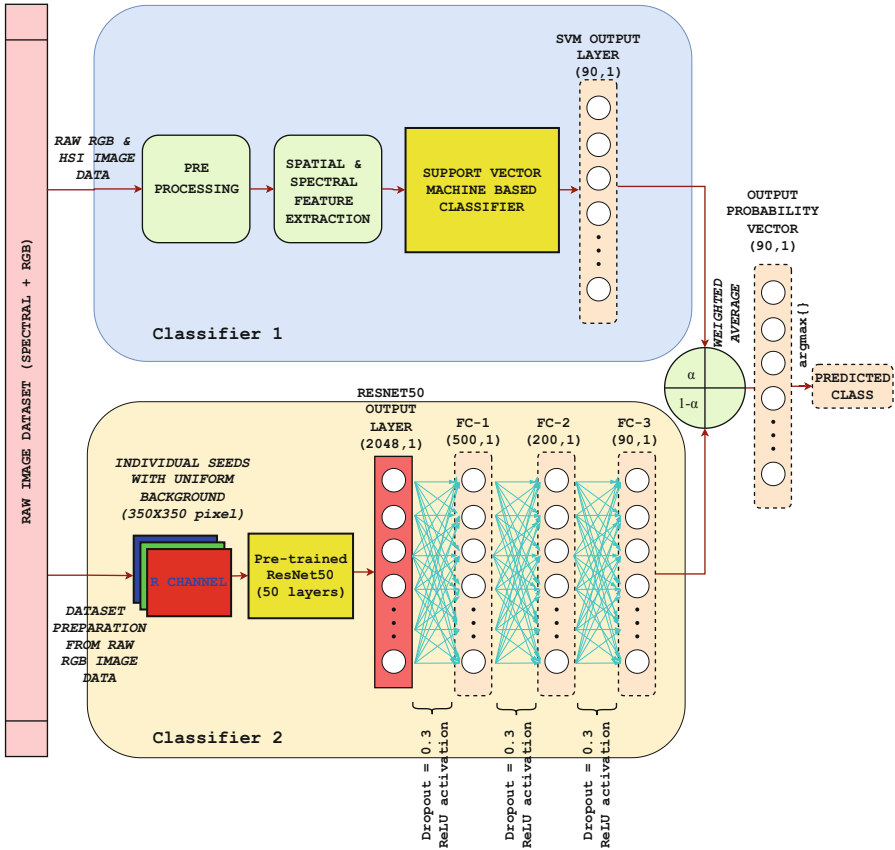 RAW IMAGE DATASET (SPECTRAL + RGB)
RAW RGB &
HSI IMAGE
DATA
PRE
PROCESSING
SPATIAL &
SPECTRAL
FEATURE
EXTRACTION
SUPPORT VECTOR
MACHINE BASED
CLASSIFIER
SVM OUTPUT
LAYER
(90,1)
Classifier 1
WEIGHTED
AVERAGE
α
1-α
OUTPUT
PROBABILITY
VECTOR
(90,1)
argmax{}
PREDICTED
CLASS
INDIVIDUAL SEEDS
WITH UNIFORM
BACKGROUND
(350X350 pixel)
R CHANNEL
DATASET
PREPARATION
FROM RAW
RGB IMAGE
DATA
Pre-trained
ResNet50
(50 layers)
RESNET50
OUTPUT
LAYER
(2048,1)
FC-1
(500,1)
FC-2
(200,1)
FC-3
(90,1)
Classifier 2
Dropout = 0.3
ReLU activation
Dropout = 0.3
ReLU activation
Dropout = 0.3
ReLU activation